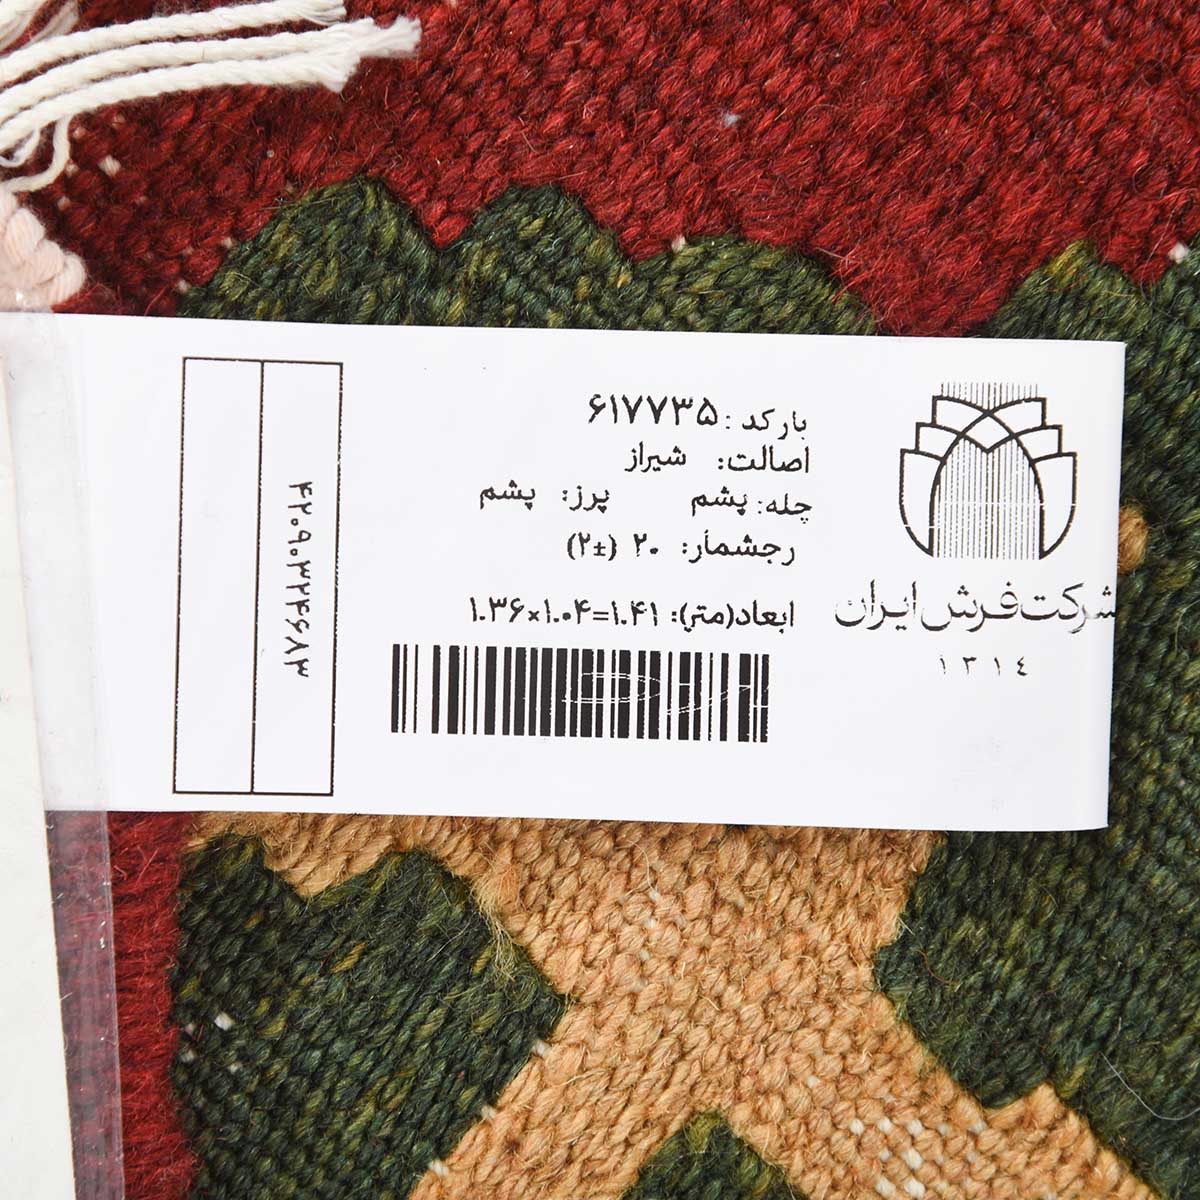 بارکد: ۶۱۷۷۳۵
اصالت: شیراز
چله: پشم پرز: پشم
رجشمار: ۲۰ (±۲)
ابعاد(متر): ۱.۳۶×۱.۰۴=۱.۴۱
شرکت فرش ایران
۱۳۱٤
۴۲۰۹۰۳۲۴۶۸۳